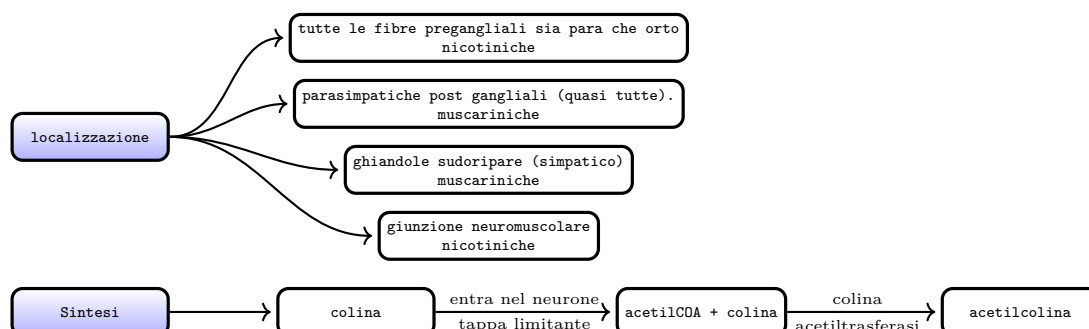 tutte le fibre pregangliali sia para che orto
nicotiniche
parasimpatiche post gangliali (quasi tutte).
muscariniche
localizzazione
ghiandole sudoripare (simpatico)
muscariniche
giunzione neuromuscolare
nicotiniche
Sintesi
colina
entra nel neurone
tappa limitante
acetilCOA + colina
colina
acetiltrasferasi
acetilcolina